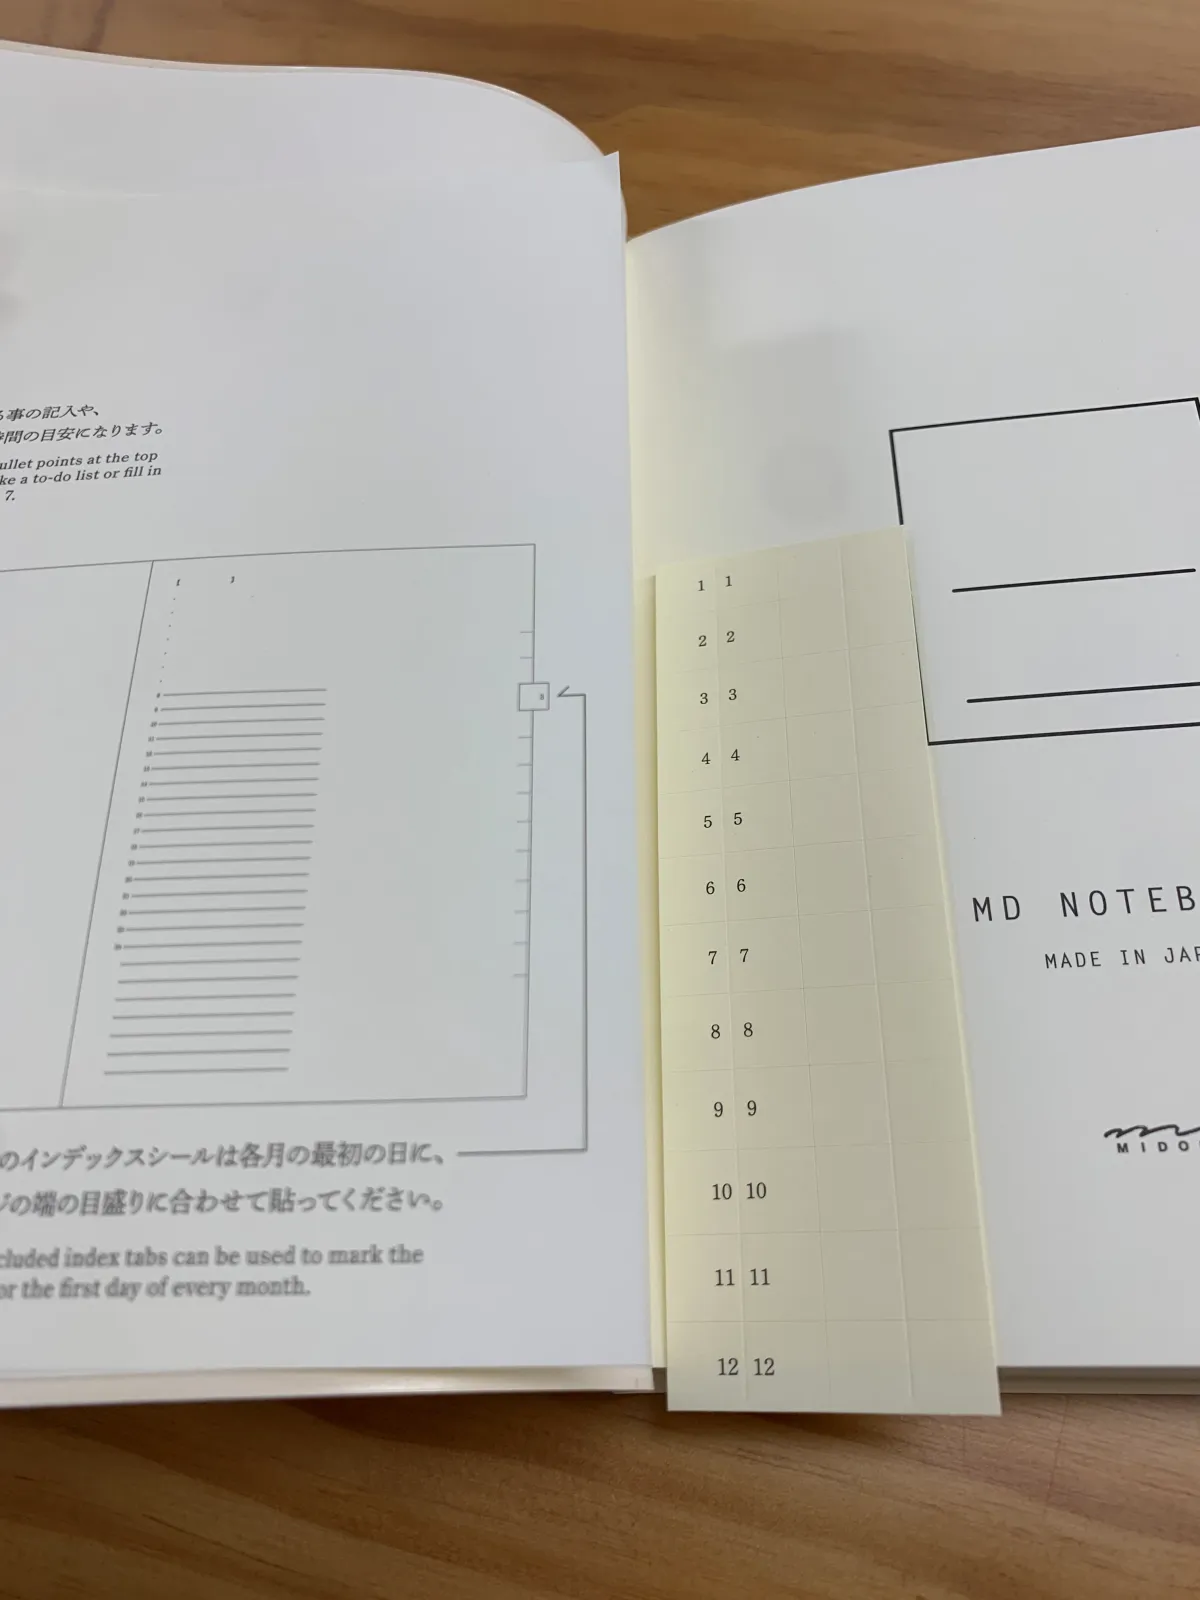 事の記入や、
間の目安になります。
ullet points at the top
ke a to-do list or fill in
7.
3
のインデックスシールは各月の最初の日に、
の端の目盛りに合わせて貼ってください。
cluded index tabs can be used to mark the
or the first day of every month.
1 1
2 2
3 3
4 4
5 5
6 6
7 7
8 8
9 9
10 10
11 11
12 12
MD NOTEB
MADE IN JAP
MIDO